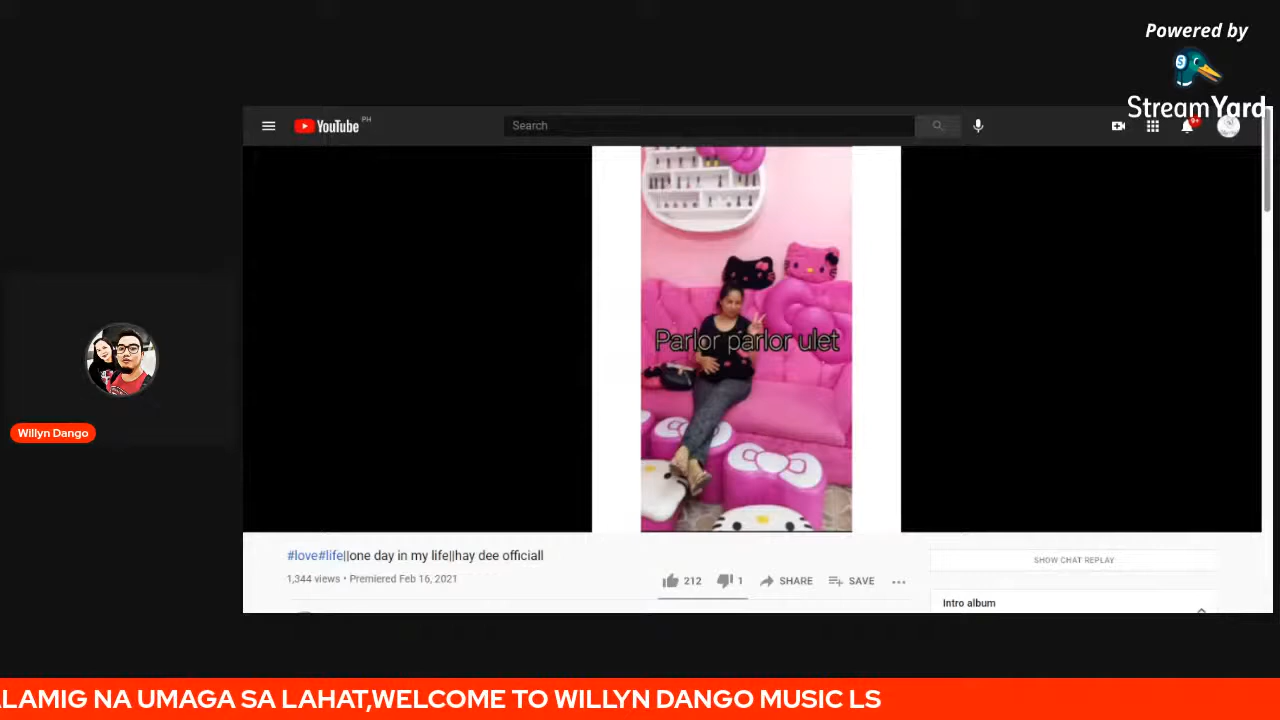 Powered by
StreamYard
YouTube PH
Search
9+
Parlor parlor ulet
Willyn Dango
#love#life||one day in my life||hay dee officiall
1,344 views • Premiered Feb 16, 2021
212
1
SHARE
SAVE
SHOW CHAT REPLAY
Intro album
LAMIG NA UMAGA SA LAHAT,WELCOME TO WILLYN DANGO MUSIC LS